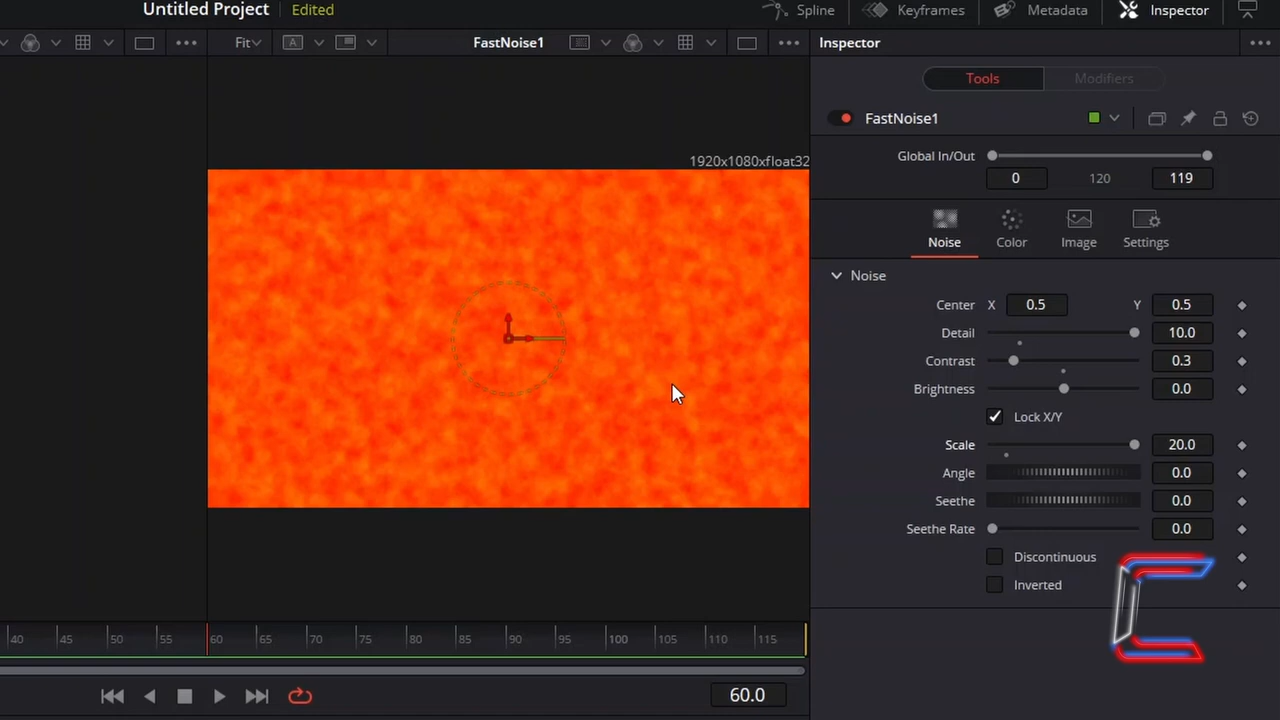 Untitled Project Edited Spline Keyframes Metadata Inspector
Fit A FastNoise1 Inspector
Tools Modifiers
FastNoise1
1920x1080xfloat32
Global In/Out
0 120 119
Noise Color Image Settings
Noise
Center X 0.5 Y 0.5
Detail 10.0
Contrast 0.3
Brightness 0.0
Lock X/Y
Scale 20.0
Angle 0.0
Seethe 0.0
Seethe Rate 0.0
Discontinuous
Inverted
40 45 50 55 60 65 70 75 80 85 90 95 100 105 110 115
60.0